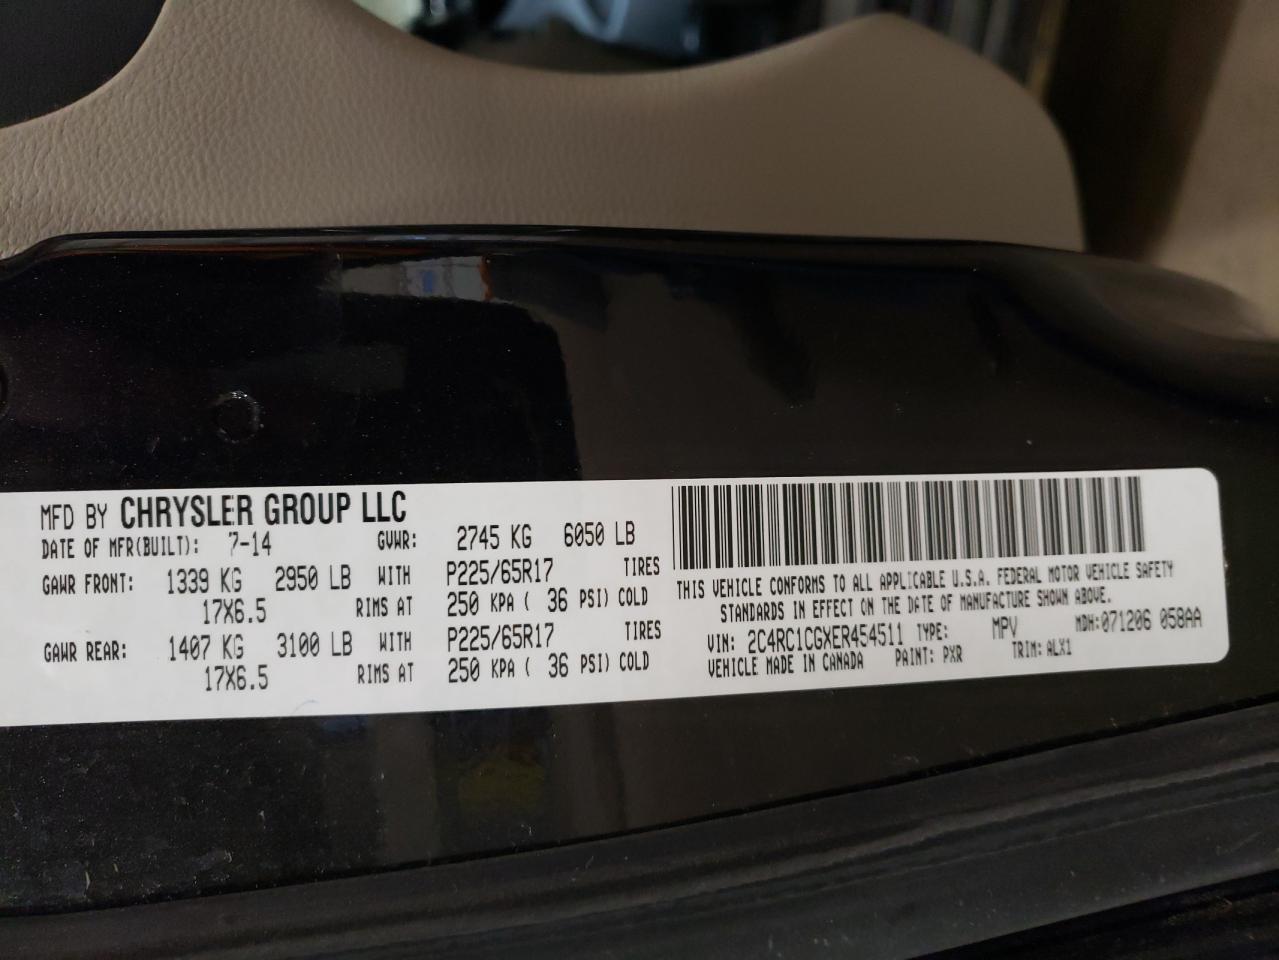 MFD BY CHRYSLER GROUP LLC
DATE OF MFR(BUILT): 7-14 GVWR: 2745 KG 6050 LB
GAWR FRONT: 1339 KG 2950 LB WITH P225/65R17 TIRES
17X6.5 RIMS AT 250 KPA ( 36 PSI) COLD
GAWR REAR: 1407 KG 3100 LB WITH P225/65R17 TIRES
17X6.5 RIMS AT 250 KPA ( 36 PSI) COLD
THIS VEHICLE CONFORMS TO ALL APPLICABLE U.S.A. FEDERAL MOTOR VEHICLE SAFETY
STANDARDS IN EFFECT ON THE DATE OF MANUFACTURE SHOWN ABOVE.
VIN: 2C4RC1CGXER454511 TYPE: MPV MDH:071206 058AA
VEHICLE MADE IN CANADA PAINT: PXR TRIM: ALX1